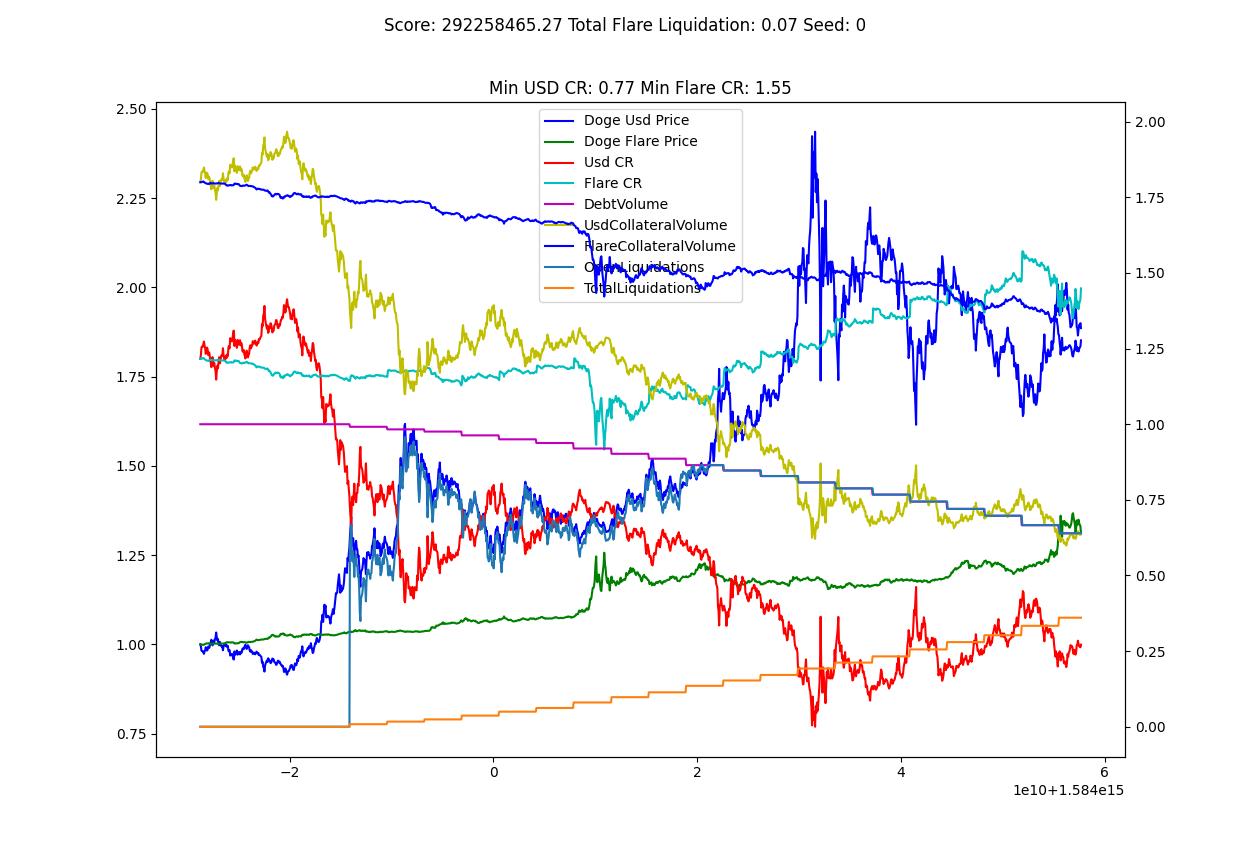 Score: 292258465.27 Total Flare Liquidation: 0.07 Seed: 0
Min USD CR: 0.77 Min Flare CR: 1.55
2.50
2.25
2.00
1.75
1.50
1.25
1.00
0.75
Doge Usd Price
Doge Flare Price
Usd CR
Flare CR
DebtVolume
UsdCollateralVolume
FlareCollateralVolume
OpenLiquidations
TotalLiquidations
2.00
1.75
1.50
1.25
1.00
0.75
0.50
0.25
0.00
−2
0
2
4
6
1e10+1.584e15